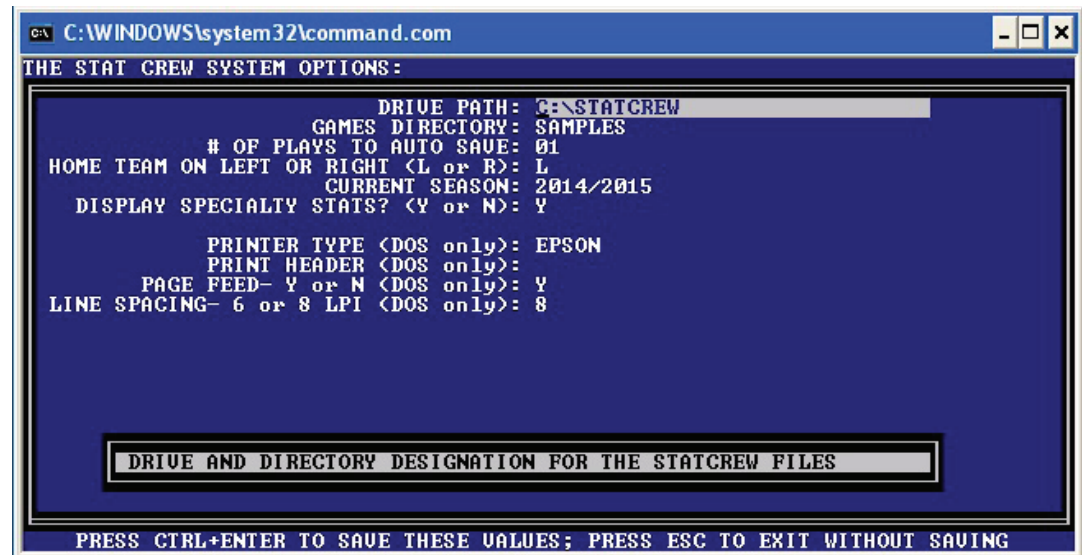 C:\WINDOWS\system32\command.com
THE STAT CREW SYSTEM OPTIONS:
DRIVE PATH: C:\STATCREW
GAMES DIRECTORY: SAMPLES
# OF PLAYS TO AUTO SAVE: 01
HOME TEAM ON LEFT OR RIGHT (L or R): L
CURRENT SEASON: 2014/2015
DISPLAY SPECIALTY STATS? (Y or N): Y
PRINTER TYPE (DOS only): EPSON
PRINT HEADER (DOS only):
PAGE FEED- Y or N (DOS only): Y
LINE SPACING- 6 or 8 LPI (DOS only): 8
DRIVE AND DIRECTORY DESIGNATION FOR THE STATCREW FILES
PRESS CTRL+ENTER TO SAVE THESE VALUES; PRESS ESC TO EXIT WITHOUT SAVING